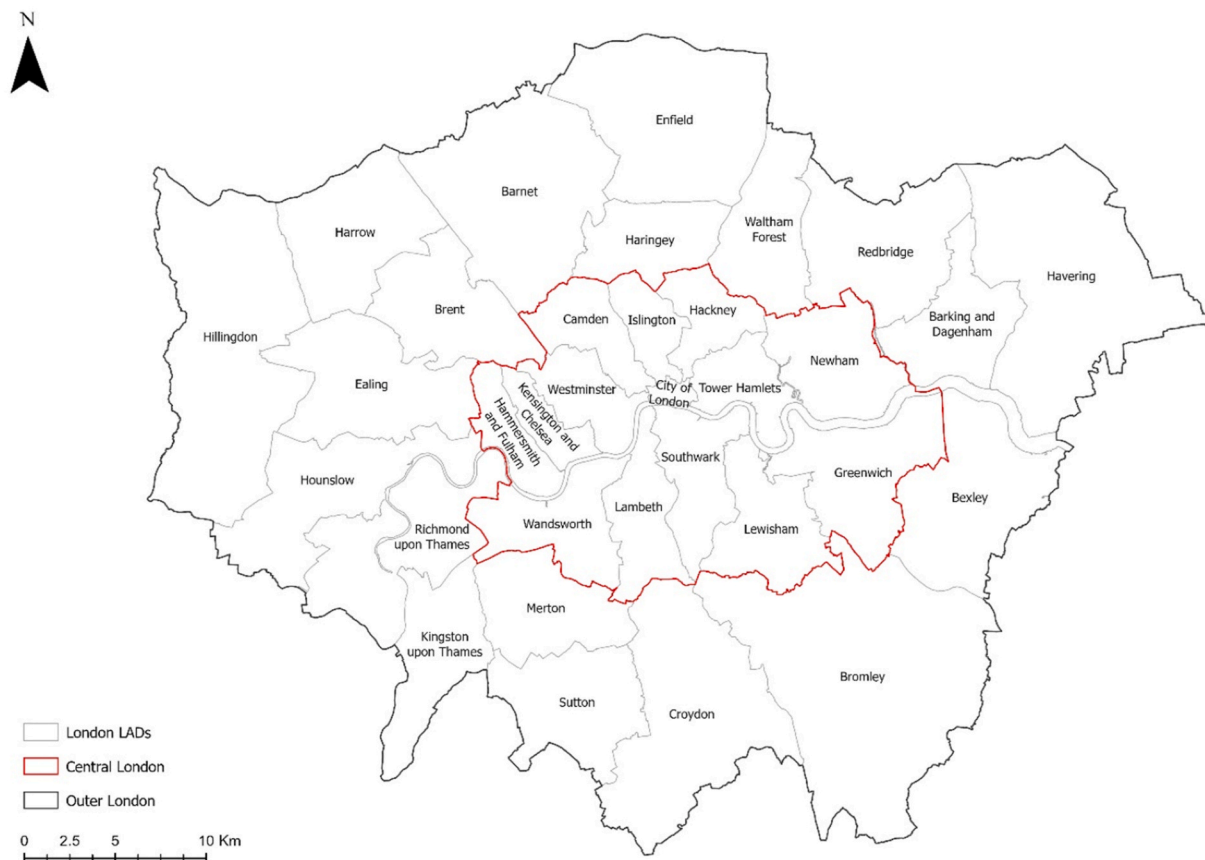 N
Enfield
Barnet
Harrow
Haringey
Waltham
Forest
Redbridge
Havering
Hillingdon
Brent
Camden
Islington
Hackney
Barking and
Dagenham
Ealing
Newham
Westminster
City of
London
Tower Hamlets
Kensington and
Chelsea
Hammersmith
and Fulham
Hounslow
Southwark
Greenwich
Bexley
Lambeth
Wandsworth
Lewisham
Richmond
upon Thames
Merton
Kingston
upon Thames
Bromley
Sutton
Croydon
London LADs
Central London
Outer London
0 2.5 5 10 Km